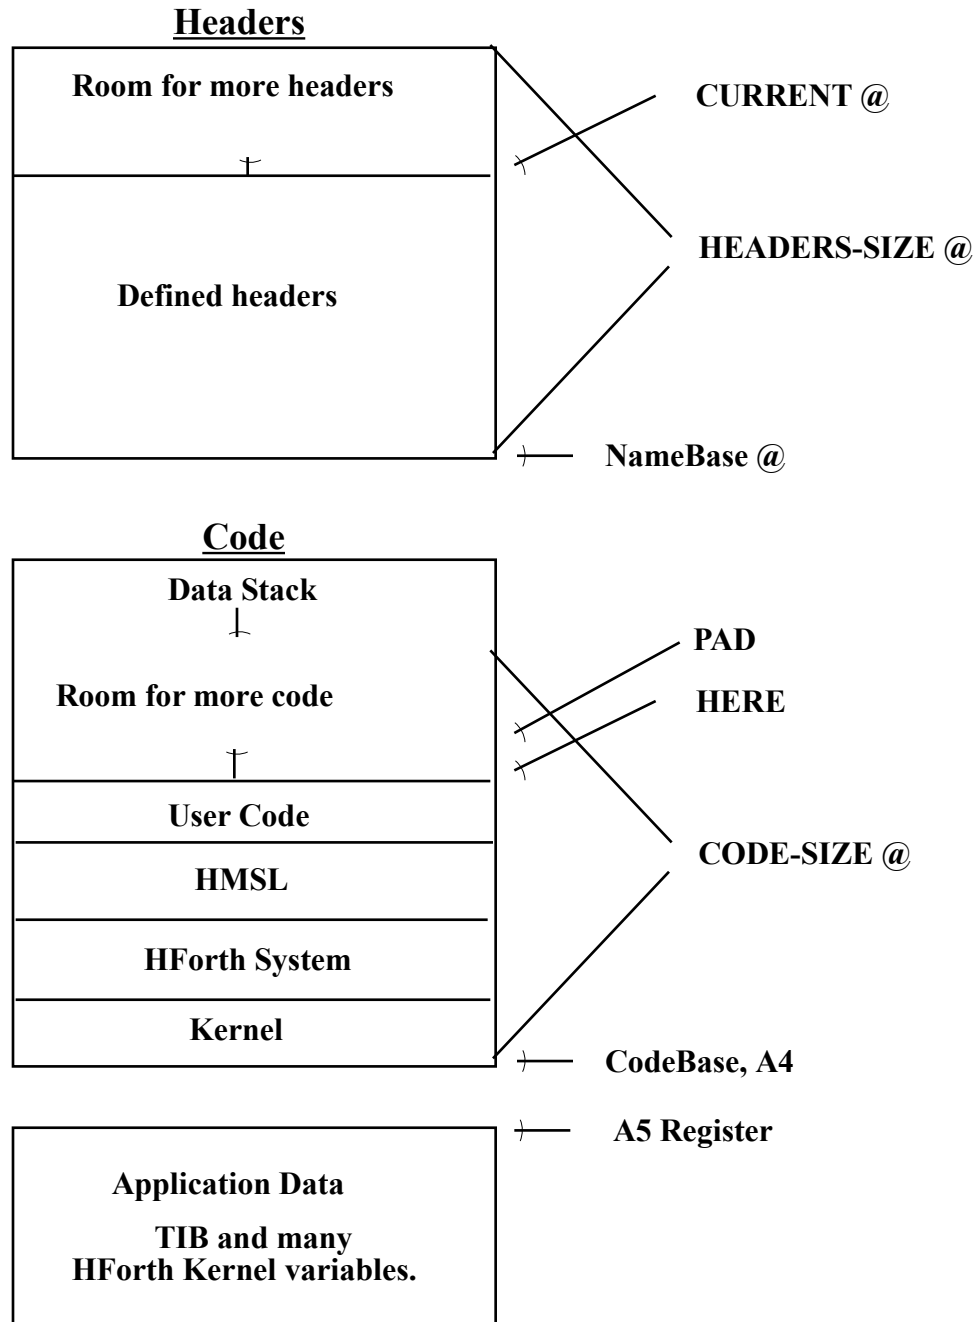 Headers
Room for more headers
CURRENT @
HEADERS-SIZE @
Defined headers
NameBase @
Code
Data Stack
PAD
Room for more code
HERE
User Code
CODE-SIZE @
HMSL
HForth System
Kernel
CodeBase, A4
A5 Register
Application Data
TIB and many
HForth Kernel variables.